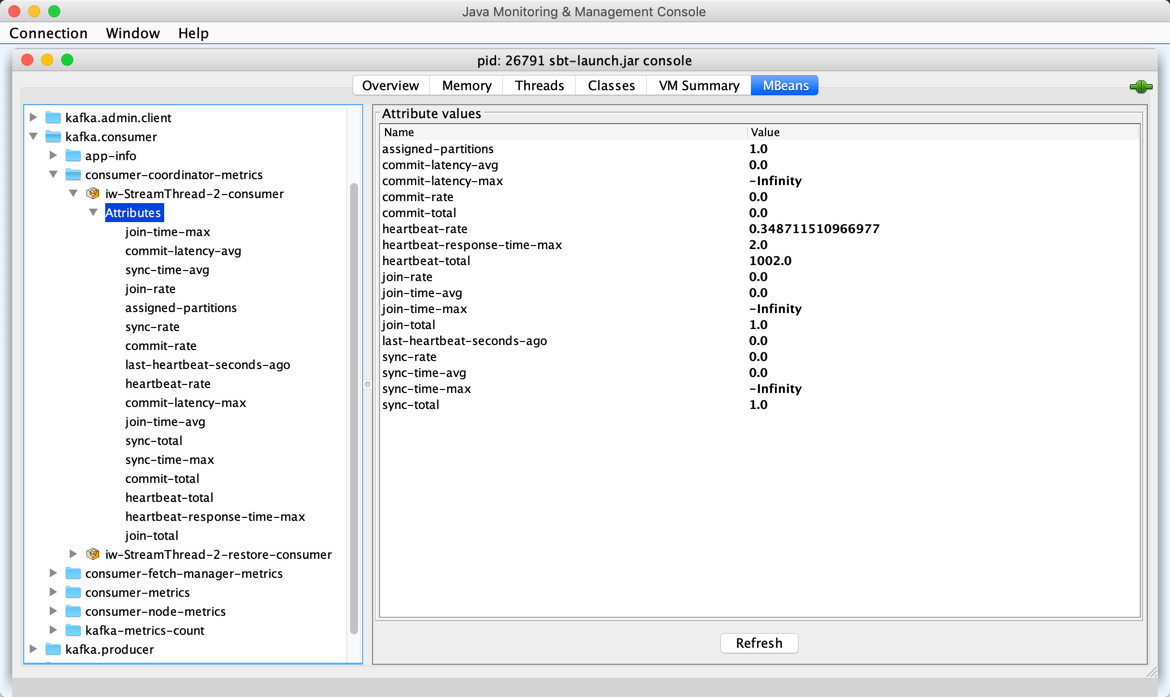 Java Monitoring & Management Console
Connection Window Help
pid: 26791 sbt-launch.jar console
Overview Memory Threads Classes VM Summary MBeans
kafka.admin.client
kafka.consumer
app-info
consumer-coordinator-metrics
iw-StreamThread-2-consumer
Attributes
join-time-max
commit-latency-avg
sync-time-avg
join-rate
assigned-partitions
sync-rate
commit-rate
last-heartbeat-seconds-ago
heartbeat-rate
commit-latency-max
join-time-avg
sync-total
sync-time-max
commit-total
heartbeat-total
heartbeat-response-time-max
join-total
iw-StreamThread-2-restore-consumer
consumer-fetch-manager-metrics
consumer-metrics
consumer-node-metrics
kafka-metrics-count
kafka.producer
Attribute values
Name Value
assigned-partitions 1.0
commit-latency-avg 0.0
commit-latency-max -Infinity
commit-rate 0.0
commit-total 0.0
heartbeat-rate 0.348711510966977
heartbeat-response-time-max 2.0
heartbeat-total 1002.0
join-rate 0.0
join-time-avg 0.0
join-time-max -Infinity
join-total 1.0
last-heartbeat-seconds-ago 0.0
sync-rate 0.0
sync-time-avg 0.0
sync-time-max -Infinity
sync-total 1.0
Refresh